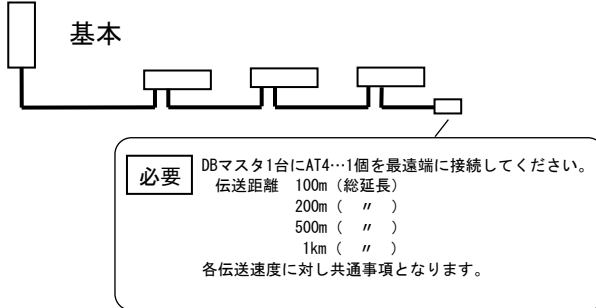 基本
必要
DBマスタ1台にAT4…1個を最遠端に接続してください。
伝送距離 100m（総延長）
200m（ 〃 ）
500m（ 〃 ）
1km（ 〃 ）
各伝送速度に対し共通事項となります。